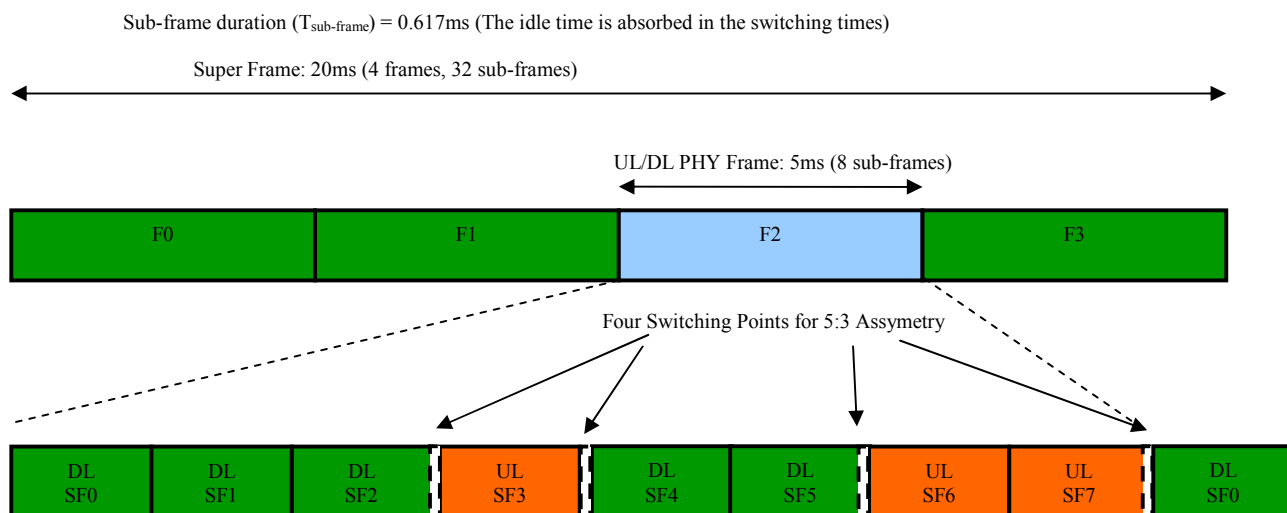 Sub-frame duration (Tsub-frame) = 0.617ms (The idle time is absorbed in the switching times)
Super Frame: 20ms (4 frames, 32 sub-frames)
UL/DL PHY Frame: 5ms (8 sub-frames)
F0 F1 F2 F3
Four Switching Points for 5:3 Assymetry
DL DL DL UL DL DL UL UL DL
SF0 SF1 SF2 SF3 SF4 SF5 SF6 SF7 SF0